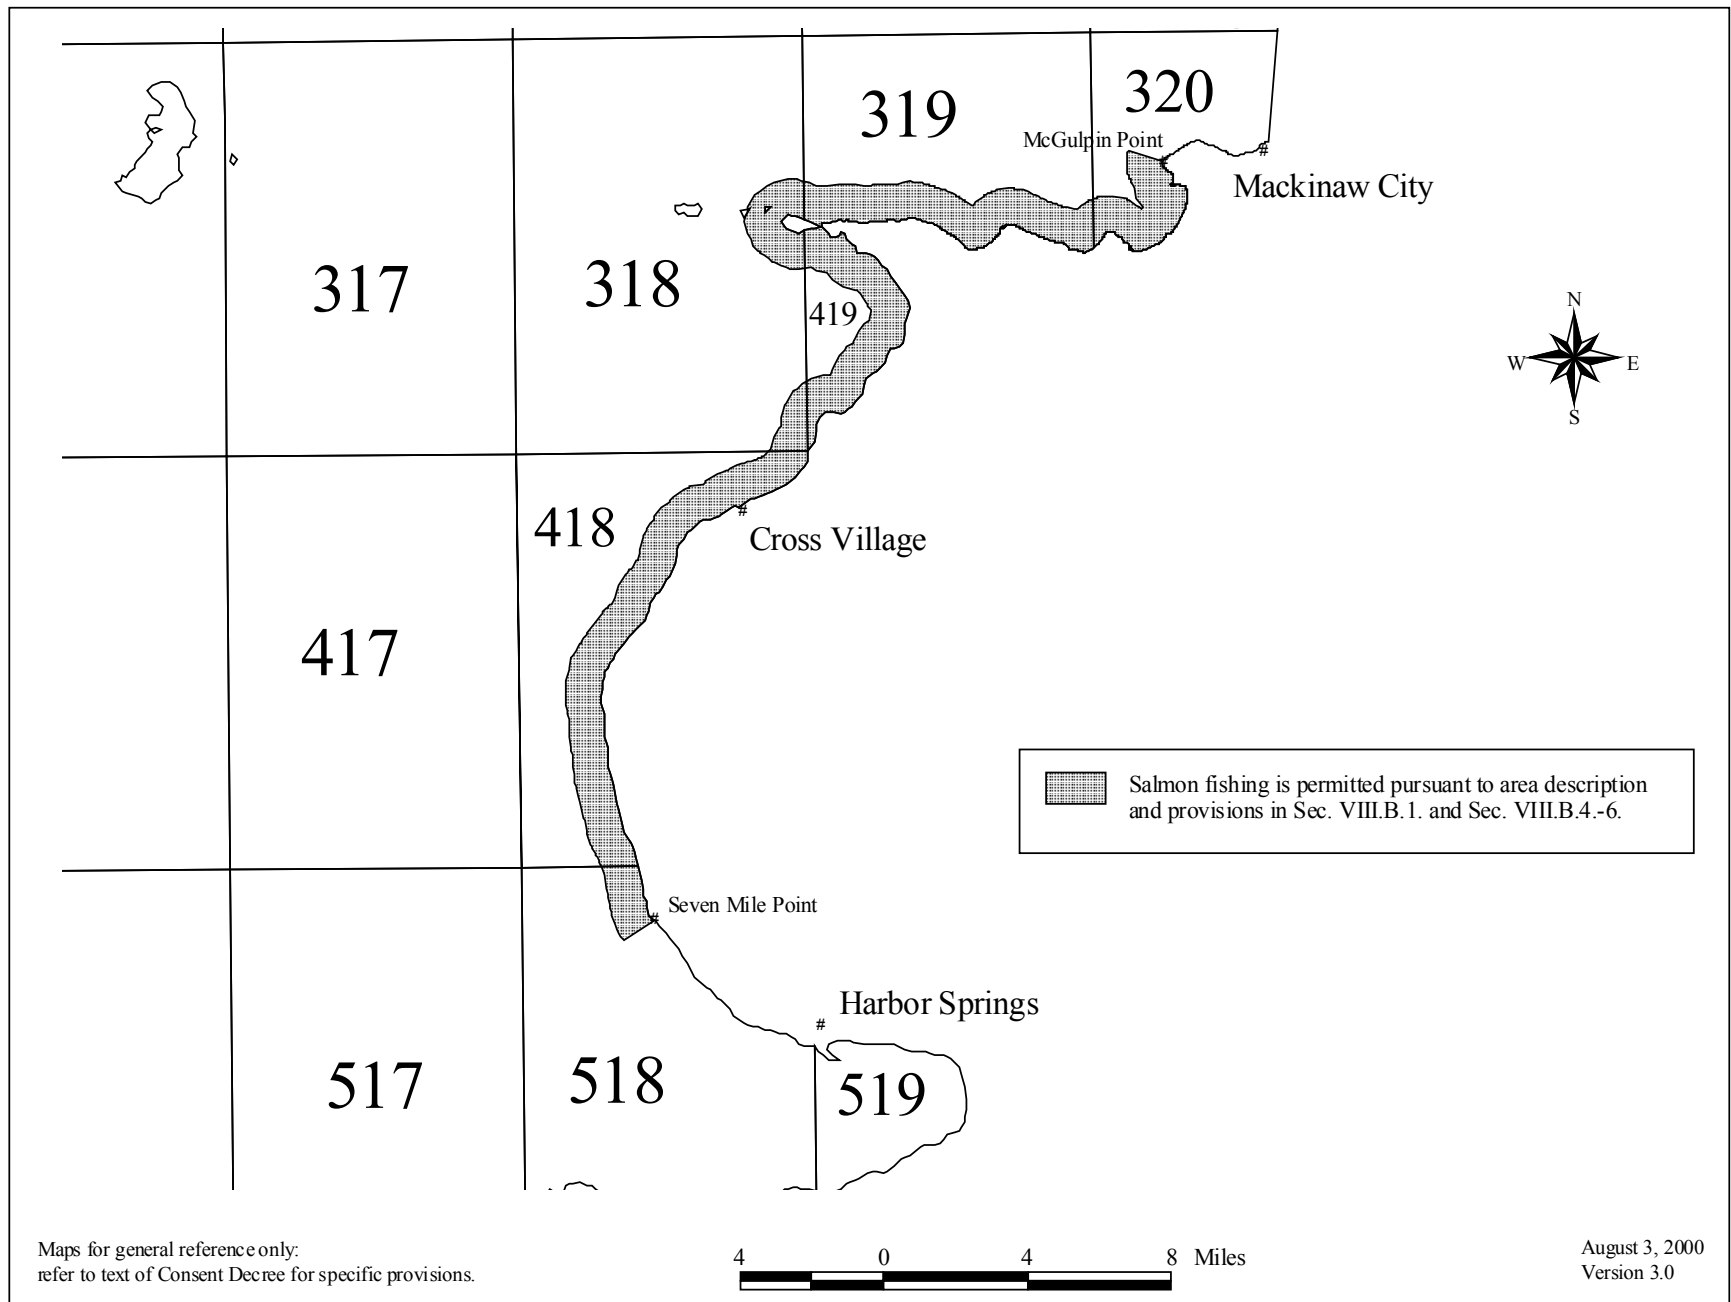 320
319
McGulpin Point
Mackinaw City
317
318
419
N
W
E
S
418
Cross Village
417
Salmon fishing is permitted pursuant to area description
and provisions in Sec. VIII.B.1. and Sec. VIII.B.4.-6.
Seven Mile Point
Harbor Springs
517
518
519
Maps for general reference only:
refer to text of Consent Decree for specific provisions.
4 0 4 8 Miles
August 3, 2000
Version 3.0